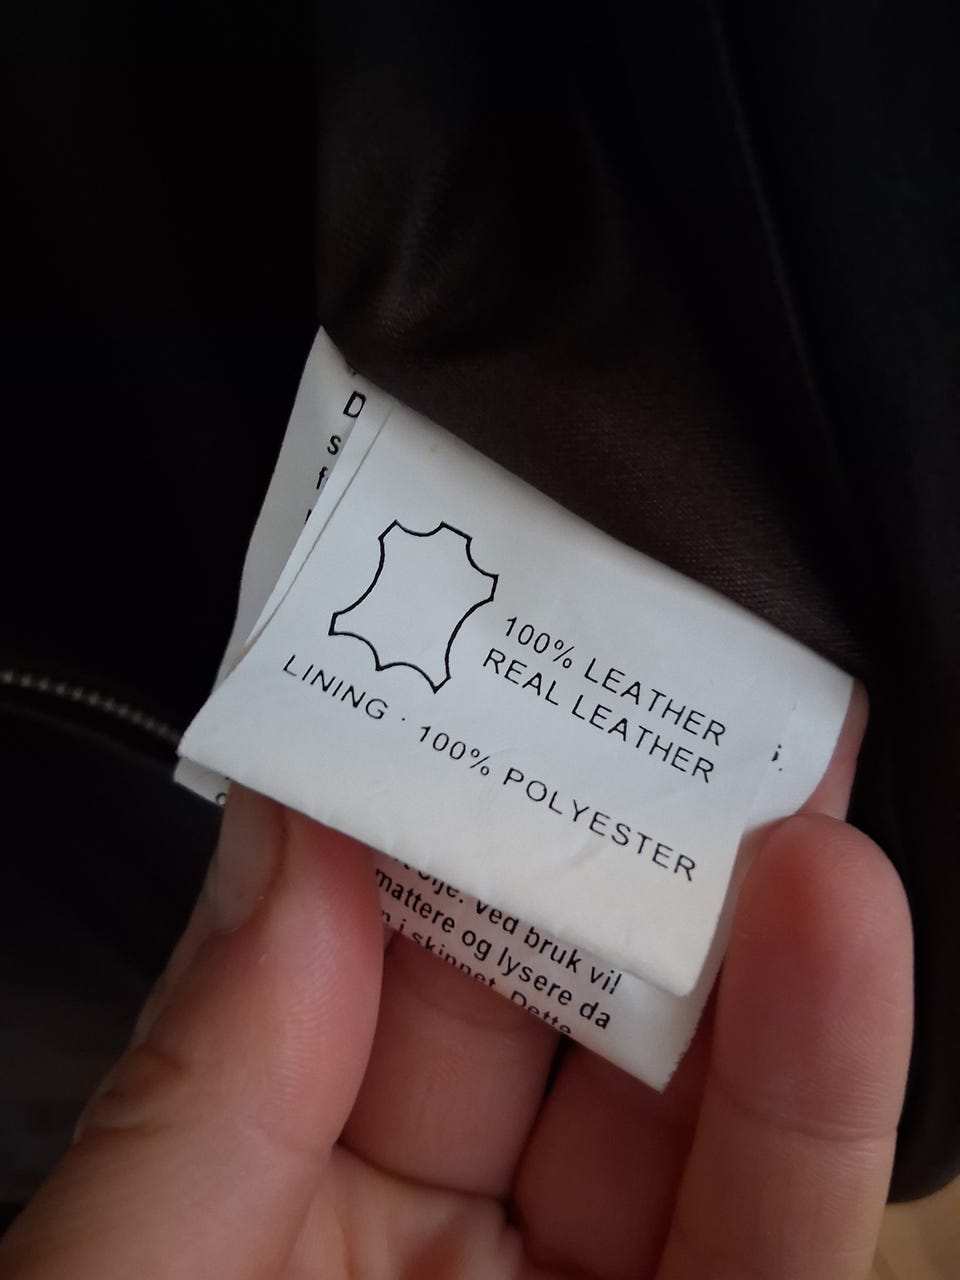 D
s
f
100% LEATHER
REAL LEATHER
LINING · 100% POLYESTER
olje. Ved bruk vil
mattere og lysere da
i skinnet. Dette